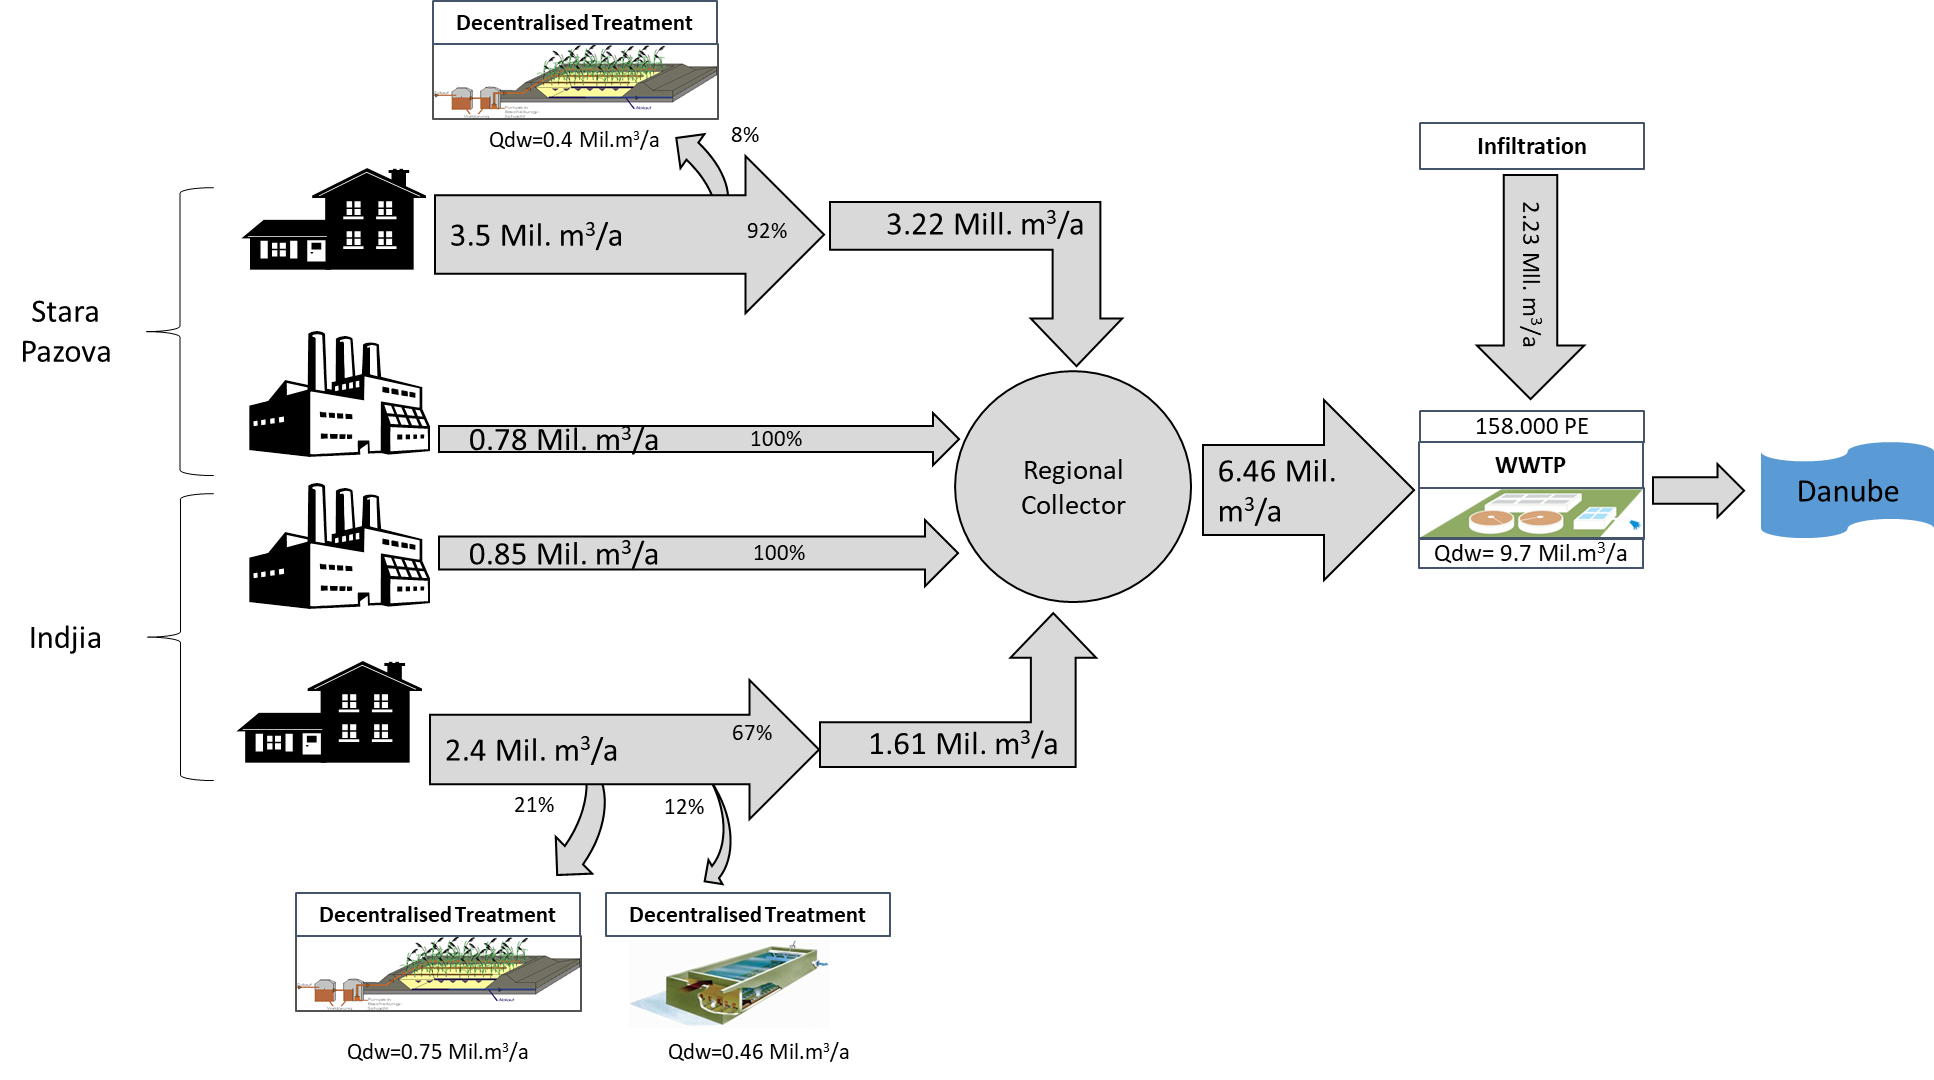 Decentralised Treatment
Qdw=0.4 Mil.m³/a
8%
3.5 Mil. m³/a
92%
3.22 Mill. m³/a
Infiltration
2.23 Mll. m³/a
Stara
Pazova
0.78 Mil. m³/a
100%
158.000 PE
WWTP
Qdw= 9.7 Mil.m³/a
Regional
Collector
6.46 Mil.
m³/a
Danube
0.85 Mil. m³/a
100%
Indjia
2.4 Mil. m³/a
67%
1.61 Mil. m³/a
21%
12%
Decentralised Treatment
Decentralised Treatment
Qdw=0.75 Mil.m³/a
Qdw=0.46 Mil.m³/a